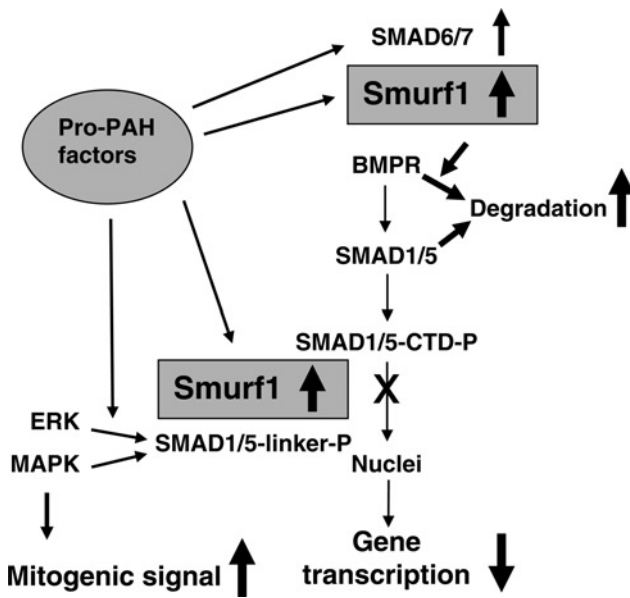 SMAD6/7
Smurf1
Pro-PAH
factors
BMPR
Degradation
SMAD1/5
SMAD1/5-CTD-P
Smurf1
X
ERK
SMAD1/5-linker-P
MAPK
Nuclei
Gene
transcription
Mitogenic signal